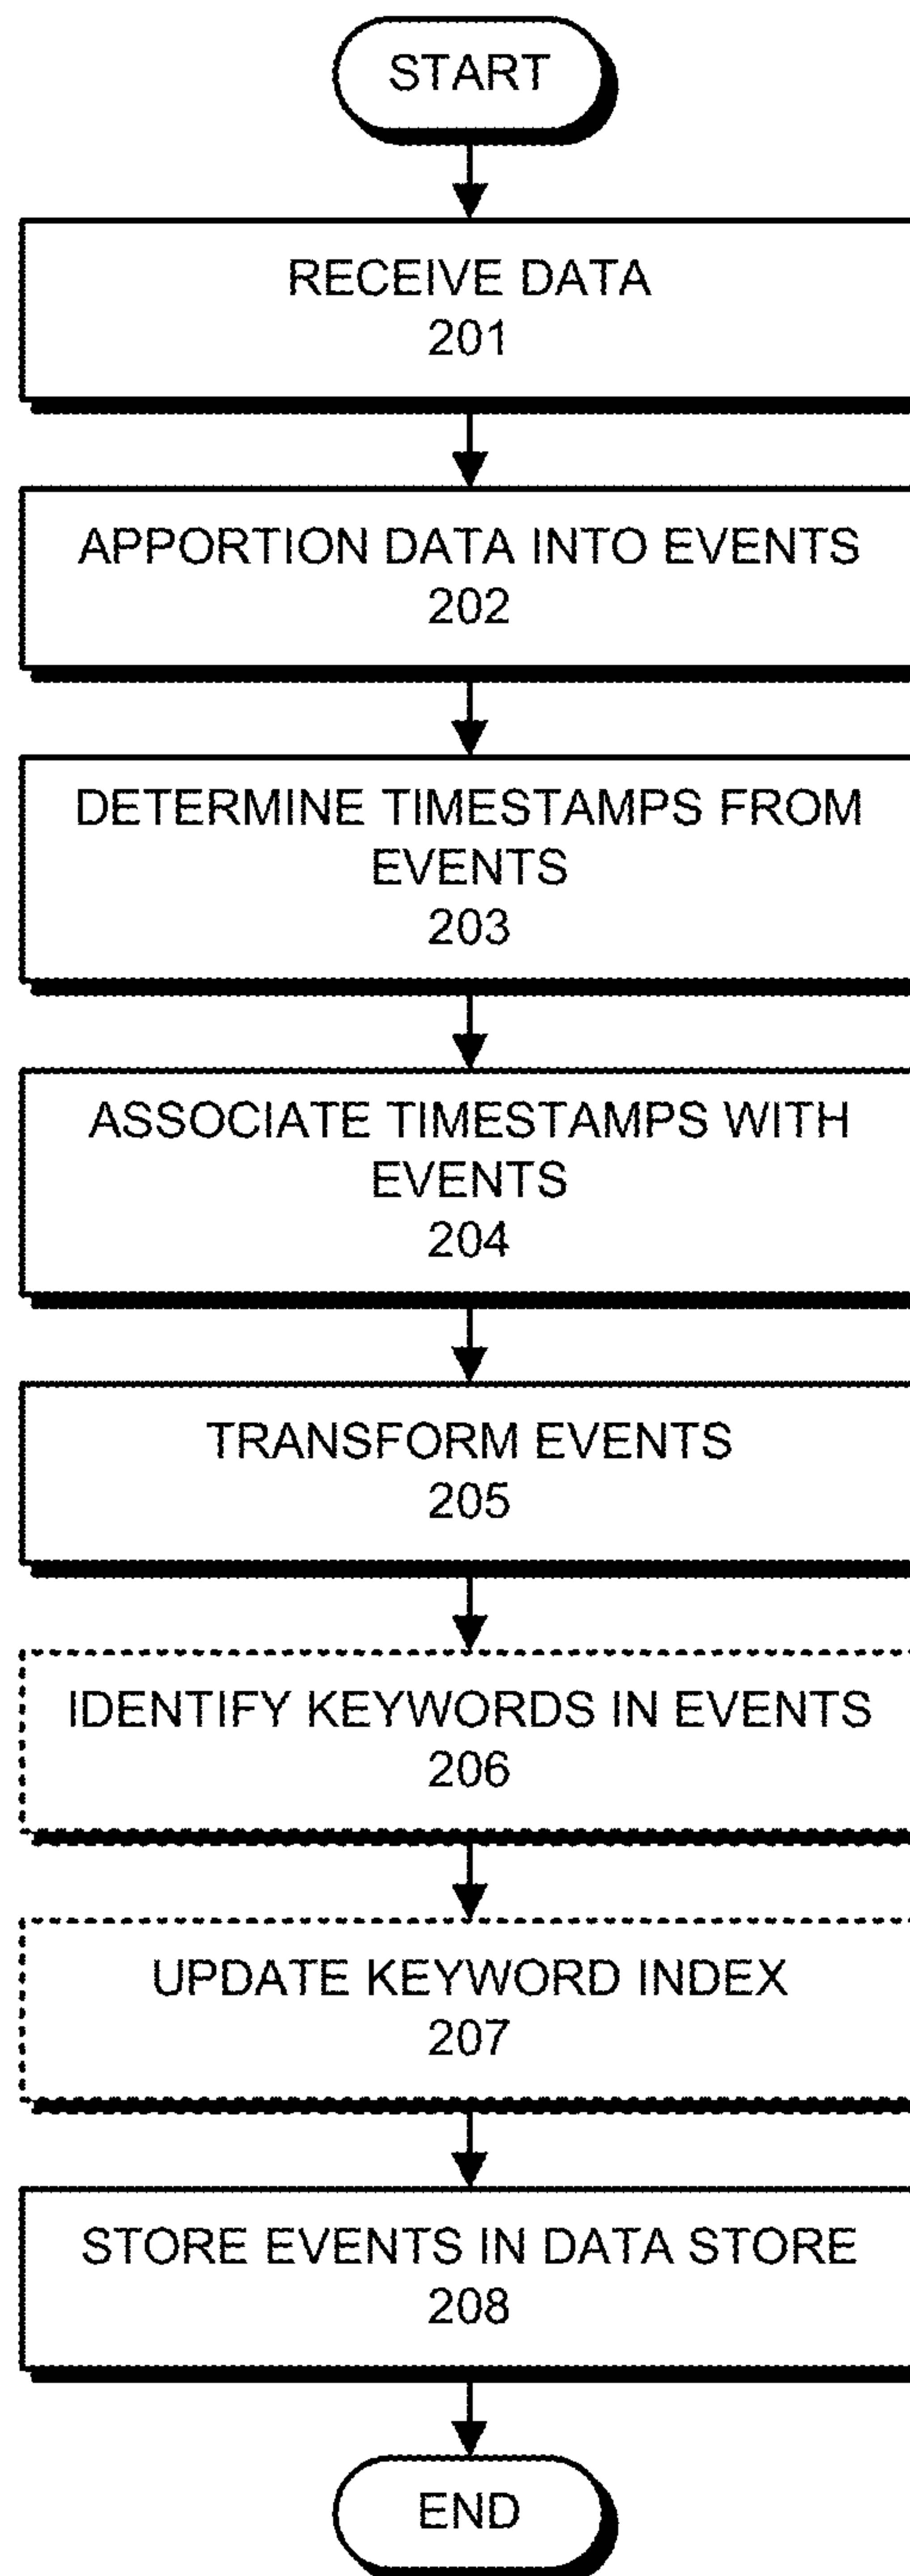 START
RECEIVE DATA
201
APPORTION DATA INTO EVENTS
202
DETERMINE TIMESTAMPS FROM
EVENTS
203
ASSOCIATE TIMESTAMPS WITH
EVENTS
204
TRANSFORM EVENTS
205
IDENTIFY KEYWORDS IN EVENTS
206
UPDATE KEYWORD INDEX
207
STORE EVENTS IN DATA STORE
208
END